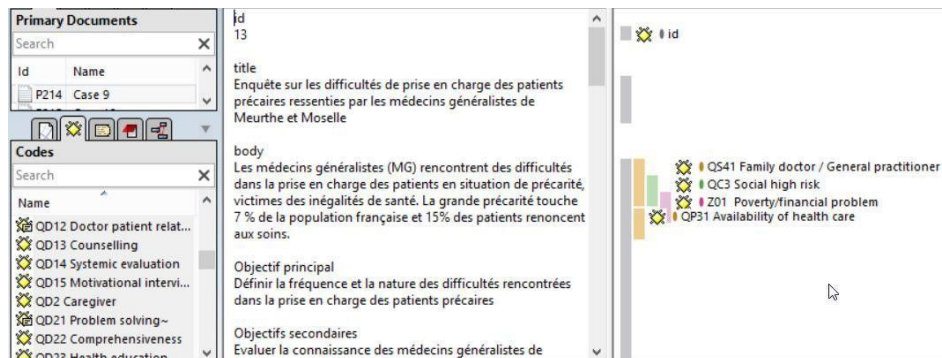 Primary Documents
Search
Id Name
P214 Case 9
Codes
Search
Name
QD12 Doctor patient relat...
QD13 Counselling
QD14 Systemic evaluation
QD15 Motivational intervi...
QD2 Caregiver
QD21 Problem solving~
QD22 Comprehensiveness
QD23 Health education
id
13
title
Enquête sur les difficultés de prise en charge des patients
précaires ressenties par les médecins généralistes de
Meurthe et Moselle
body
Les médecins généralistes (MG) rencontrent des difficultés
dans la prise en charge des patients en situation de précarité,
victimes des inégalités de santé. La grande précarité touche
7 % de la population française et 15% des patients renoncent
aux soins.
Objectif principal
Définir la fréquence et la nature des difficultés rencontrées
dans la prise en charge des patients précaires
Objectifs secondaires
Evaluer la connaissance des médecins généralistes de
id
QS41 Family doctor / General practitioner
QC3 Social high risk
Z01 Poverty/financial problem
QP31 Availability of health care